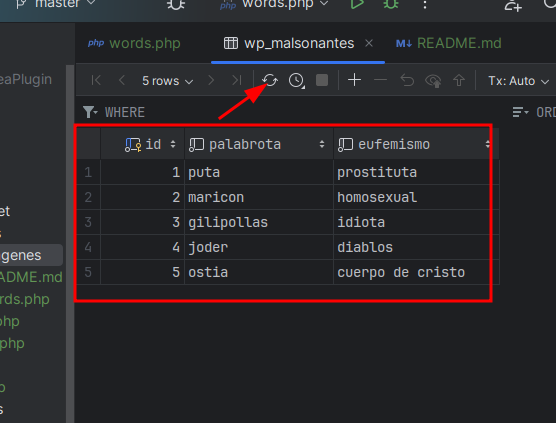 master words.php
words.php wp_malsonantes README.md
eaPlugin 5 rows Tx: Auto
WHERE ORD
id palabrota eufemismo
1 1 puta prostituta
2 2 maricon homosexual
3 3 gilipollas idiota
4 4 joder diablos
5 5 ostia cuerpo de cristo
et
s
genes
ADME.md
rds.php
php
.php
o
s